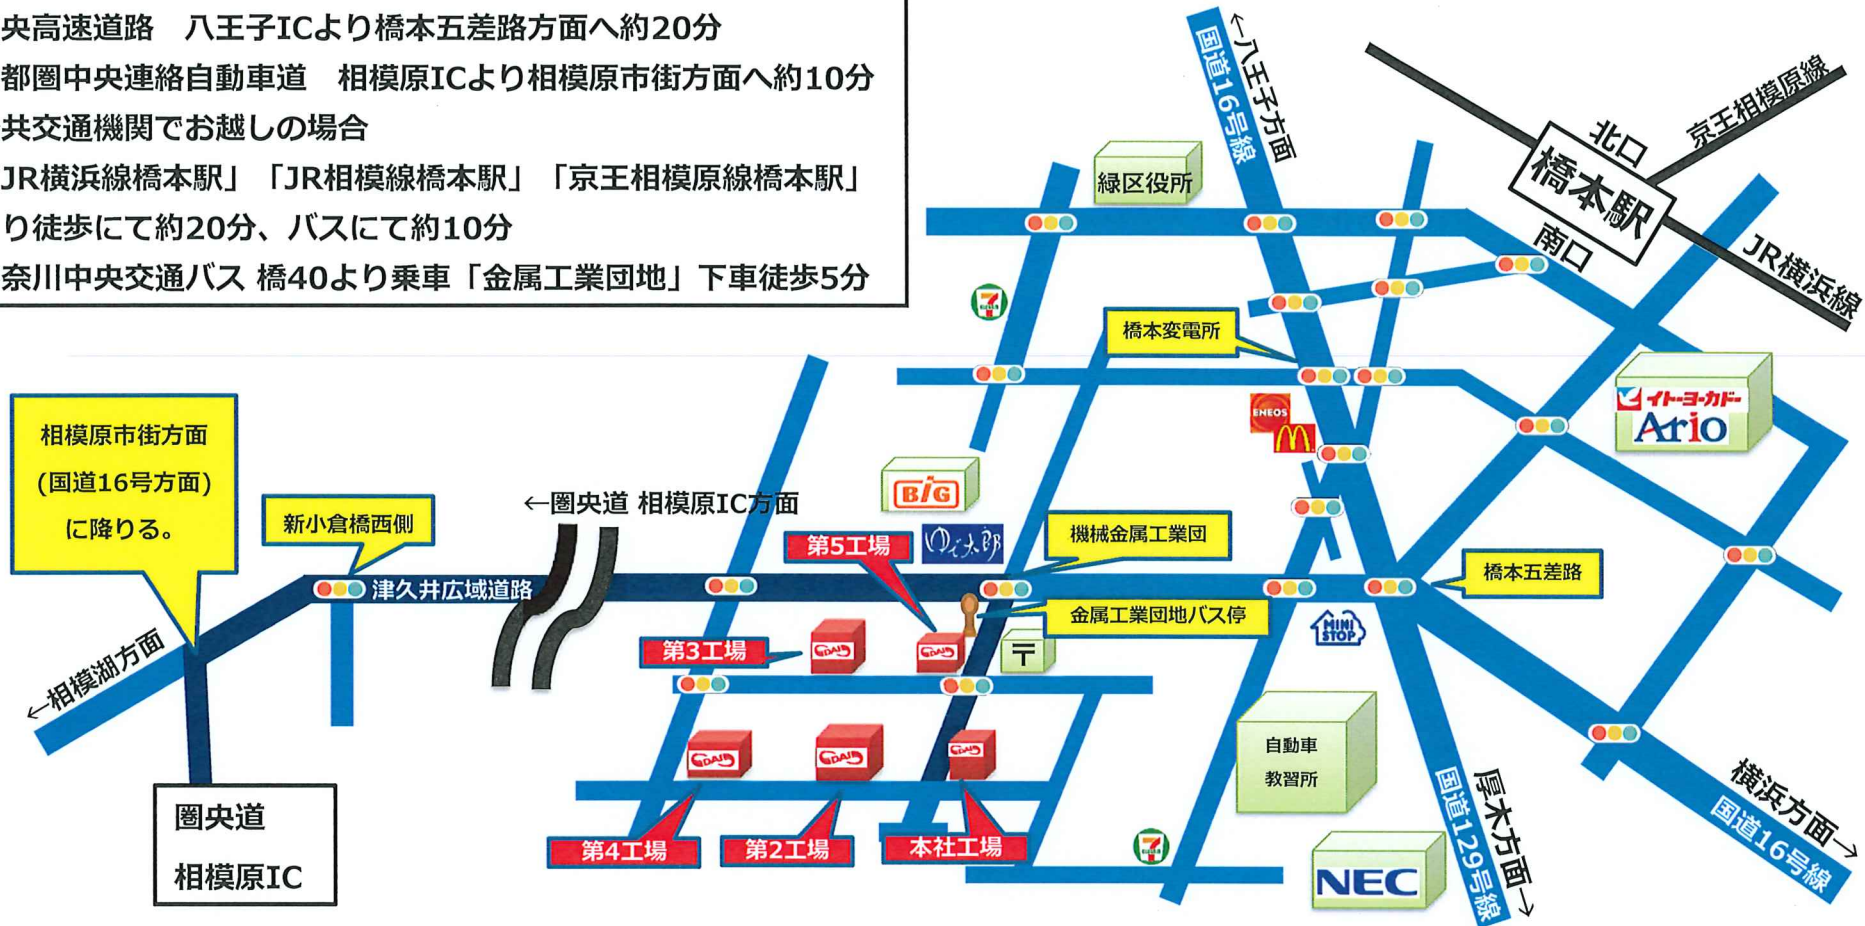 央高速道路　八王子ICより橋本五差路方面へ約20分
都圏中央連絡自動車道　相模原ICより相模原市街方面へ約10分
共交通機関でお越しの場合
JR横浜線橋本駅」「JR相模線橋本駅」「京王相模原線橋本駅」
り徒歩にて約20分、バスにて約10分
奈川中央交通バス 橋40より乗車「金属工業団地」下車徒歩5分
←八王子方面
国道16号線
北口
京王相模原線
橋本駅
南口
JR横浜線
緑区役所
7
橋本変電所
ENEOS
イトーヨーカドー
Ario
相模原市街方面
(国道16号方面)
に降りる。
新小倉橋西側
←圏央道 相模原IC方面
BIG
ゆで太郎
第5工場
機械金属工業団
橋本五差路
津久井広域道路
金属工業団地バス停
MINI
STOP
第3工場
GDAI
GDAI
〒
←相模湖方面
GDAI
GDAI
GDAI
自動車
教習所
圏央道
相模原IC
第4工場
第2工場
本社工場
7
NEC
厚木方面→
国道129号線
横浜方面→
国道16号線